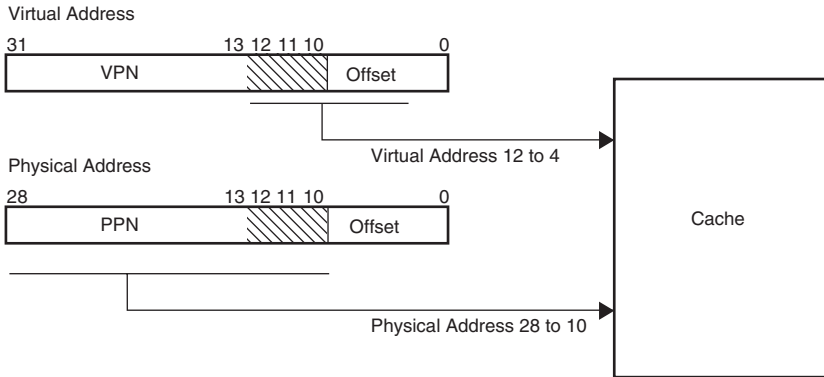 Virtual Address
31 13 12 11 10 0
VPN Offset
Virtual Address 12 to 4
Physical Address
28 13 12 11 10 0
PPN Offset
Cache
Physical Address 28 to 10